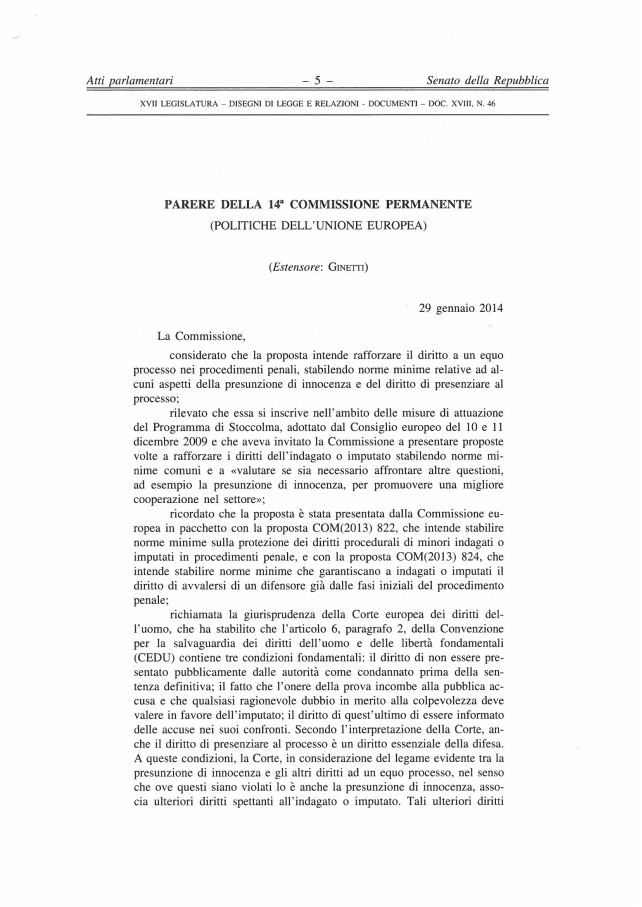 Atti parlamentari – 5 – Senato della Repubblica
XVII LEGISLATURA – DISEGNI DI LEGGE E RELAZIONI - DOCUMENTI – DOC. XVIII, N. 46
PARERE DELLA 14ª COMMISSIONE PERMANENTE
(POLITICHE DELL'UNIONE EUROPEA)
(Estensore: GINETTI)
29 gennaio 2014
La Commissione,
considerato che la proposta intende rafforzare il diritto a un equo
processo nei procedimenti penali, stabilendo norme minime relative ad al-
cuni aspetti della presunzione di innocenza e del diritto di presenziare al
processo;
rilevato che essa si inscrive nell'ambito delle misure di attuazione
del Programma di Stoccolma, adottato dal Consiglio europeo del 10 e 11
dicembre 2009 e che aveva invitato la Commissione a presentare proposte
volte a rafforzare i diritti dell'indagato o imputato stabilendo norme mi-
nime comuni e a «valutare se sia necessario affrontare altre questioni,
ad esempio la presunzione di innocenza, per promuovere una migliore
cooperazione nel settore»;
ricordato che la proposta è stata presentata dalla Commissione eu-
ropea in pacchetto con la proposta COM(2013) 822, che intende stabilire
norme minime sulla protezione dei diritti procedurali di minori indagati o
imputati in procedimenti penale, e con la proposta COM(2013) 824, che
intende stabilire norme minime che garantiscano a indagati o imputati il
diritto di avvalersi di un difensore già dalle fasi iniziali del procedimento
penale;
richiamata la giurisprudenza della Corte europea dei diritti del-
l'uomo, che ha stabilito che l'articolo 6, paragrafo 2, della Convenzione
per la salvaguardia dei diritti dell'uomo e delle libertà fondamentali
(CEDU) contiene tre condizioni fondamentali: il diritto di non essere pre-
sentato pubblicamente dalle autorità come condannato prima della sen-
tenza definitiva; il fatto che l'onere della prova incombe alla pubblica ac-
cusa e che qualsiasi ragionevole dubbio in merito alla colpevolezza deve
valere in favore dell'imputato; il diritto di quest'ultimo di essere informato
delle accuse nei suoi confronti. Secondo l'interpretazione della Corte, an-
che il diritto di presenziare al processo è un diritto essenziale della difesa.
A queste condizioni, la Corte, in considerazione del legame evidente tra la
presunzione di innocenza e gli altri diritti ad un equo processo, nel senso
che ove questi siano violati lo è anche la presunzione di innocenza, asso-
cia ulteriori diritti spettanti all'indagato o imputato. Tali ulteriori diritti